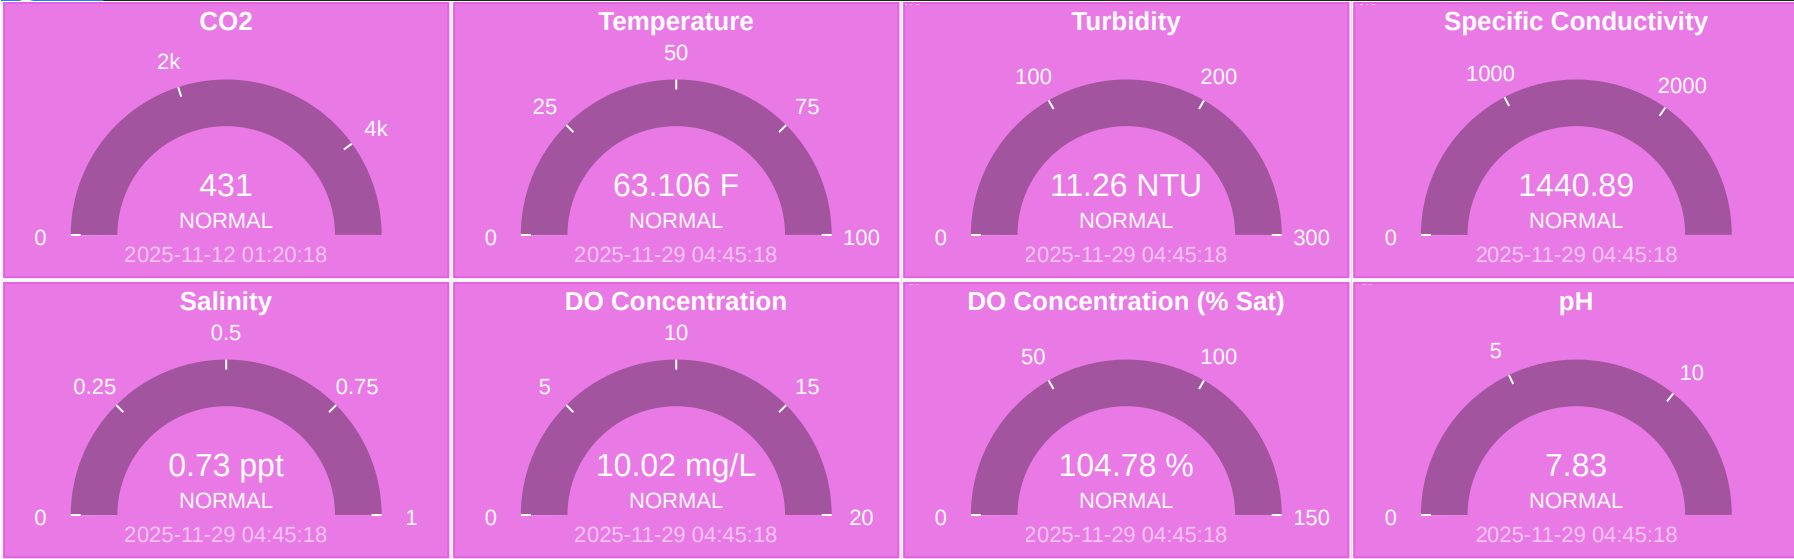 CO2
2k
4k
0
431
NORMAL
2025-11-12 01:20:18
Temperature
50
25
75
0
100
63.106 F
NORMAL
2025-11-29 04:45:18
Turbidity
100
200
0
300
11.26 NTU
NORMAL
2025-11-29 04:45:18
Specific Conductivity
1000
2000
0
1440.89
NORMAL
2025-11-29 04:45:18
Salinity
0.5
0.25
0.75
0
1
0.73 ppt
NORMAL
2025-11-29 04:45:18
DO Concentration
10
5
15
0
20
10.02 mg/L
NORMAL
2025-11-29 04:45:18
DO Concentration (% Sat)
50
100
0
150
104.78 %
NORMAL
2025-11-29 04:45:18
pH
5
10
0
7.83
NORMAL
2025-11-29 04:45:18